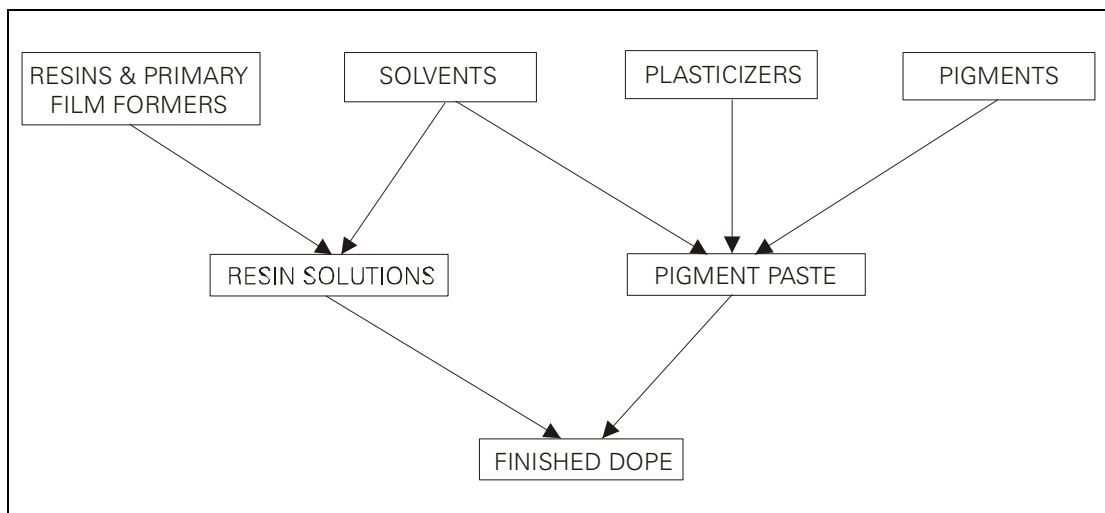 RESINS & PRIMARY
FILM FORMERS
SOLVENTS
PLASTICIZERS
PIGMENTS
RESIN SOLUTIONS
PIGMENT PASTE
FINISHED DOPE